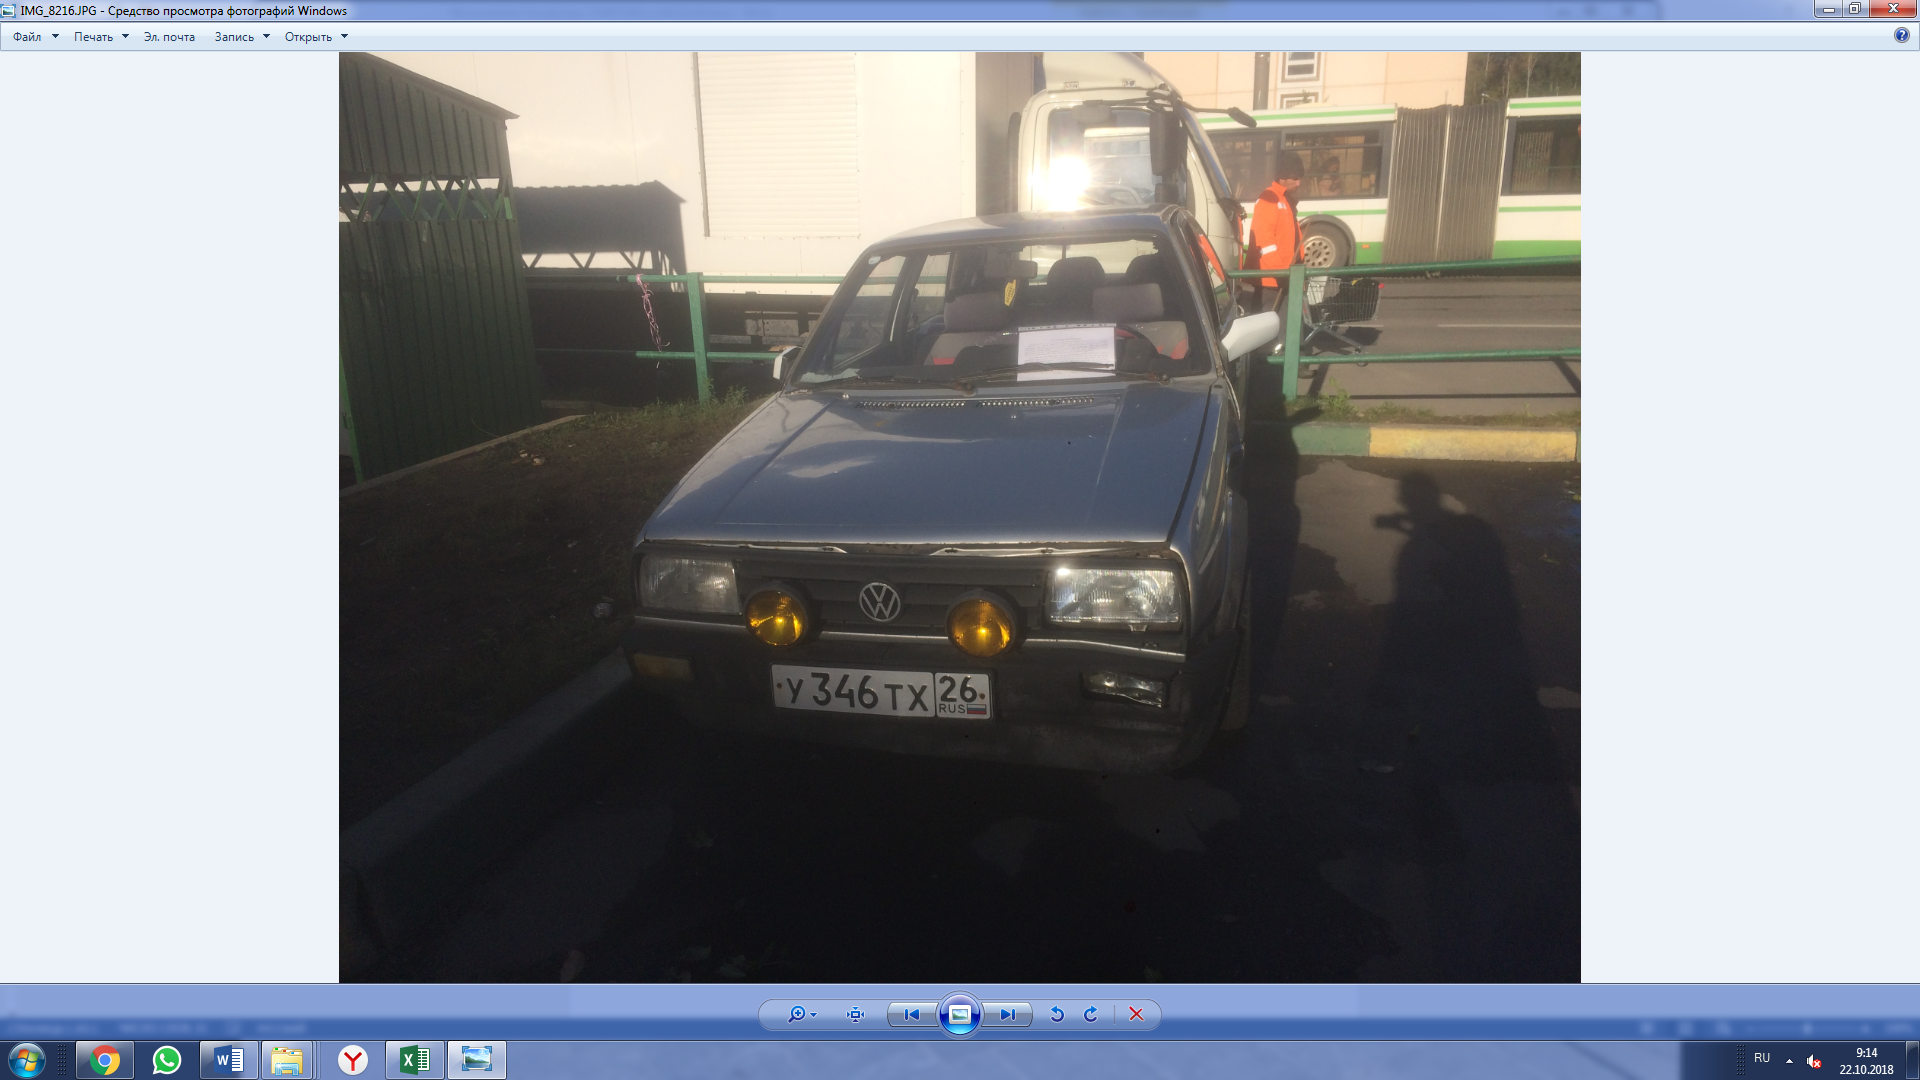 IMG_8216.JPG - Средство просмотра фотографий Windows
Файл Печать Эл. почта Запись Открыть
У 346 ТХ 26
RUS
RU
9:14
22.10.2018